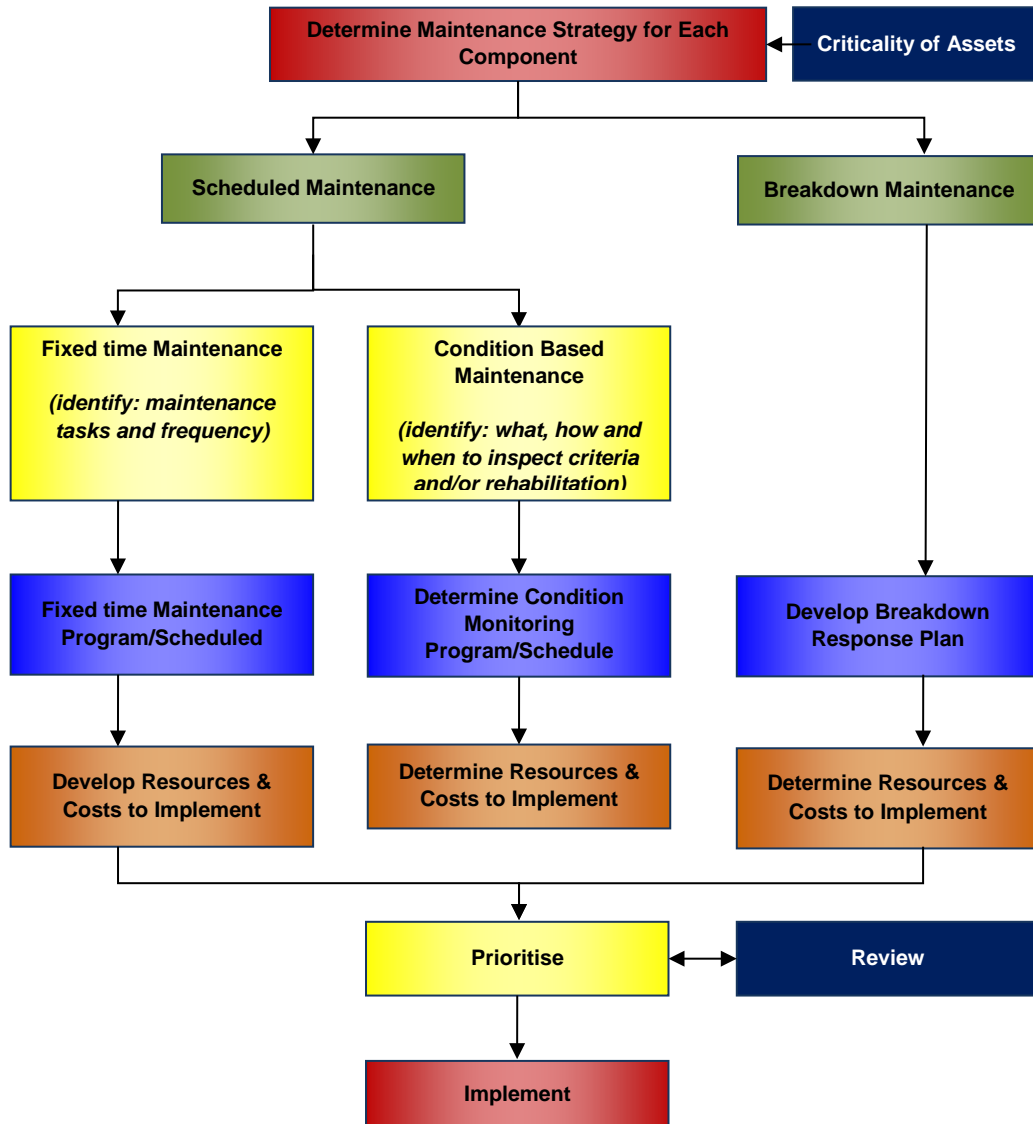 Determine Maintenance Strategy for Each
Component
Criticality of Assets
Scheduled Maintenance
Breakdown Maintenance
Fixed time Maintenance
(identify: maintenance
tasks and frequency)
Condition Based
Maintenance
(identify: what, how and
when to inspect criteria
and/or rehabilitation)
Fixed time Maintenance
Program/Scheduled
Determine Condition
Monitoring
Program/Schedule
Develop Breakdown
Response Plan
Develop Resources &
Costs to Implement
Determine Resources &
Costs to Implement
Determine Resources &
Costs to Implement
Prioritise
Review
Implement